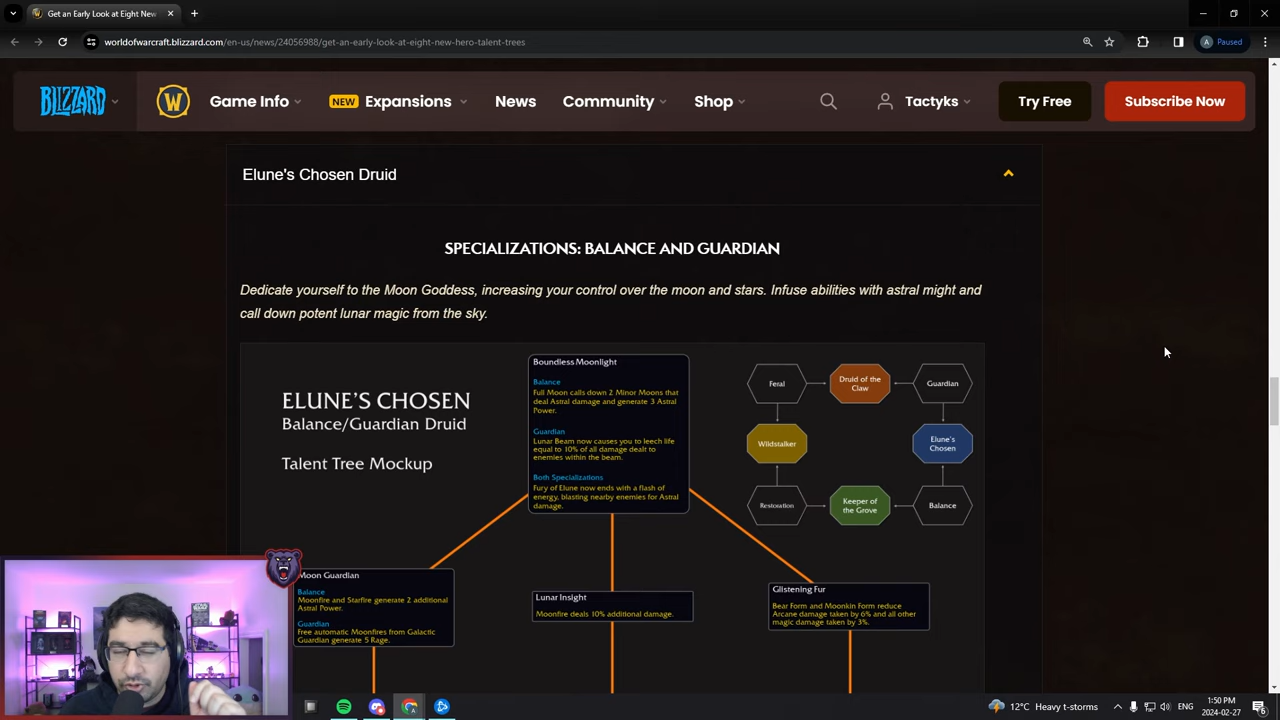 Get an Early Look at Eight New
worldofwarcraft.blizzard.com/en-us/news/24056988/get-an-early-look-at-eight-new-hero-talent-trees
A Paused
BLIZZARD
W
Game Info
NEW Expansions
News
Community
Shop
Tactyks
Try Free
Subscribe Now
Elune's Chosen Druid
SPECIALIZATIONS: BALANCE AND GUARDIAN
Dedicate yourself to the Moon Goddess, increasing your control over the moon and stars. Infuse abilities with astral might and
call down potent lunar magic from the sky.
ELUNE'S CHOSEN
Balance/Guardian Druid
Talent Tree Mockup
Boundless Moonlight
Balance
Full Moon calls down 2 Minor Moons that
deal Astral damage and generate 3 Astral
Power.
Guardian
Lunar Beam now causes you to leech life
equal to 10% of all damage dealt to
enemies within the beam.
Both Specializations
Fury of Elune now ends with a flash of
energy, blasting nearby enemies for Astral
damage.
Feral
Druid of the
Claw
Guardian
Wildstalker
Elune's
Chosen
Restoration
Keeper of
the Grove
Balance
Moon Guardian
Balance
Moonfire and Starfire generate 2 additional
Astral Power.
Guardian
Free automatic Moonfires from Galactic
Guardian generate 5 Rage.
Lunar Insight
Moonfire deals 10% additional damage.
Glistening Fur
Bear Form and Moonkin Form reduce
Arcane damage taken by 6% and all other
magic damage taken by 3%.
12°C Heavy t-storms
ENG
1:50 PM
2024-02-27